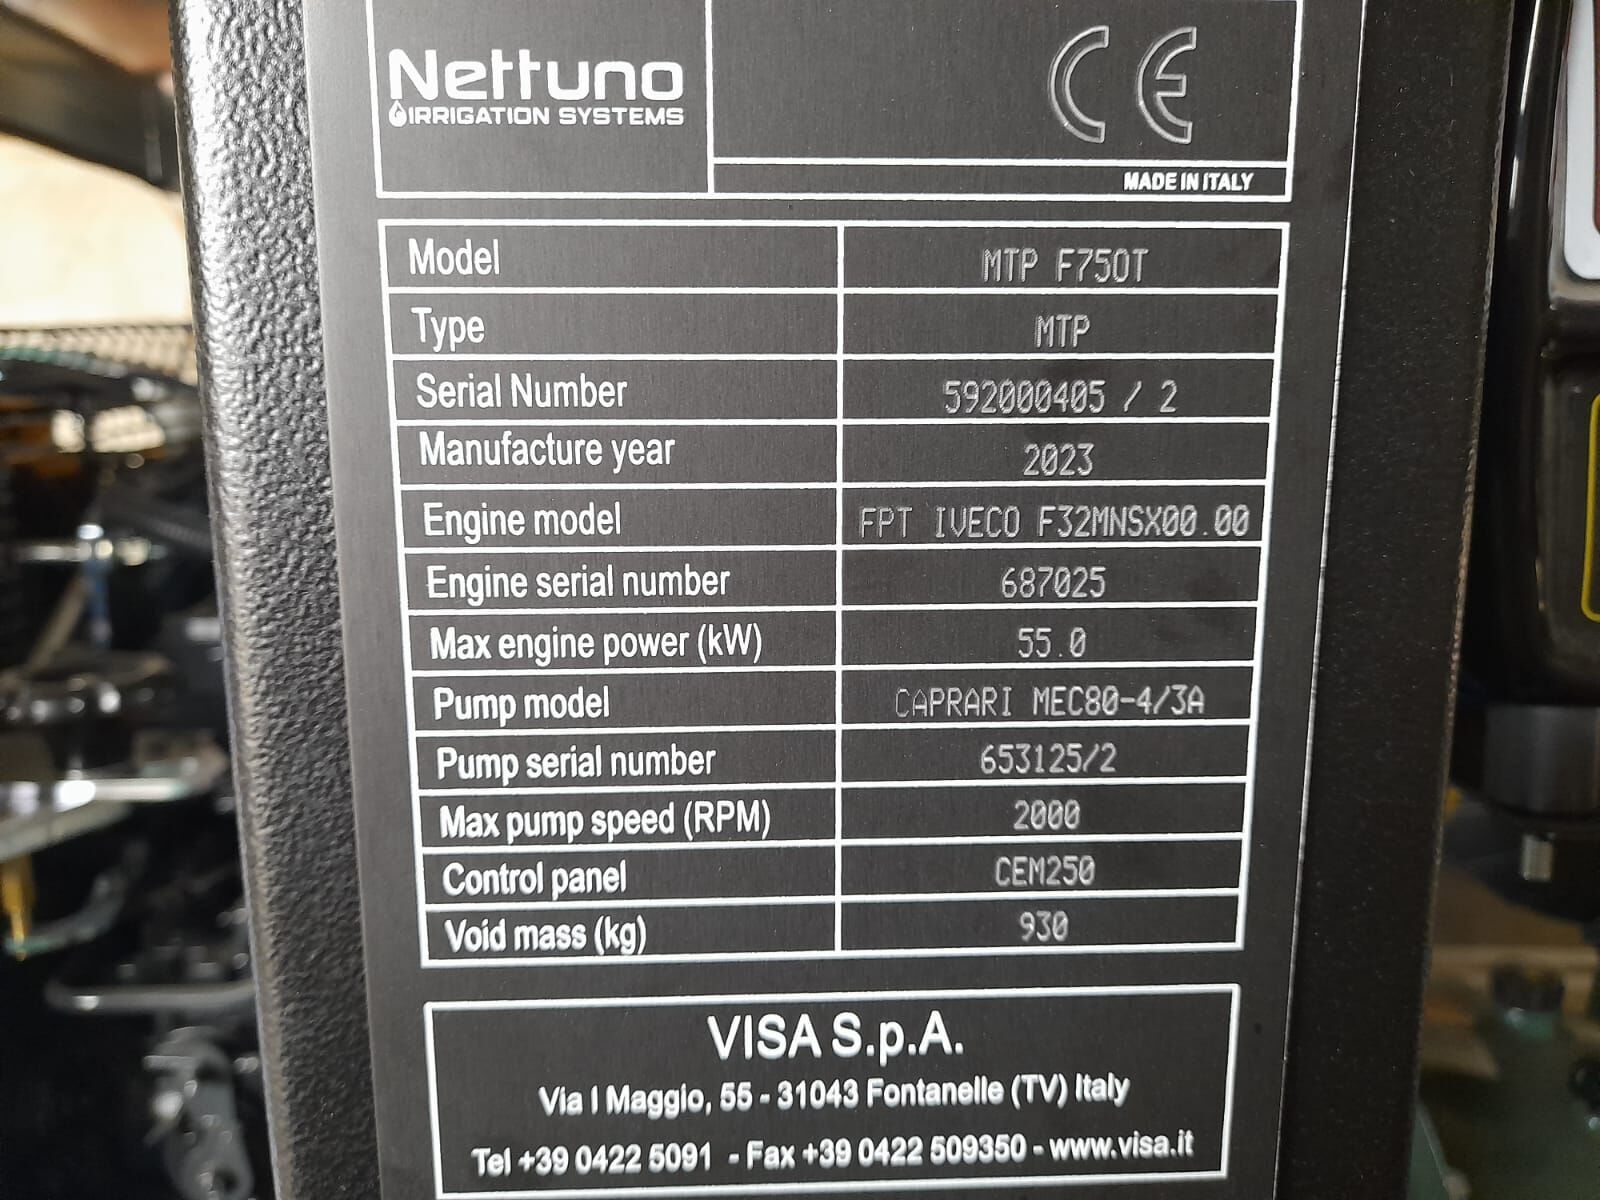 Nettuno
IRRIGATION SYSTEMS
CE
MADE IN ITALY
Model MTP F750T
Type MTP
Serial Number 592000405 / 2
Manufacture year 2023
Engine model FPT IVECO F32MNSX00.00
Engine serial number 687025
Max engine power (kW) 55.0
Pump model CAPRARI MEC80-4/3A
Pump serial number 653125/2
Max pump speed (RPM) 2000
Control panel CEM250
Void mass (kg) 930
VISA S.p.A.
Via I Maggio, 55 - 31043 Fontanelle (TV) Italy
Tel +39 0422 5091 - Fax +39 0422 509350 - www.visa.it